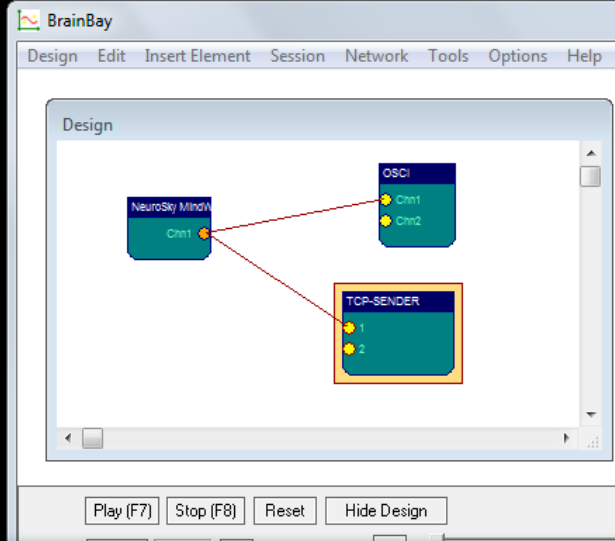 BrainBay
Design Edit Insert Element Session Network Tools Options Help
Design
OSCI
NeuroSky MindW
Chn1
Chn1
Chn2
TCP-SENDER
1
2
Play (F7) Stop (F8) Reset Hide Design